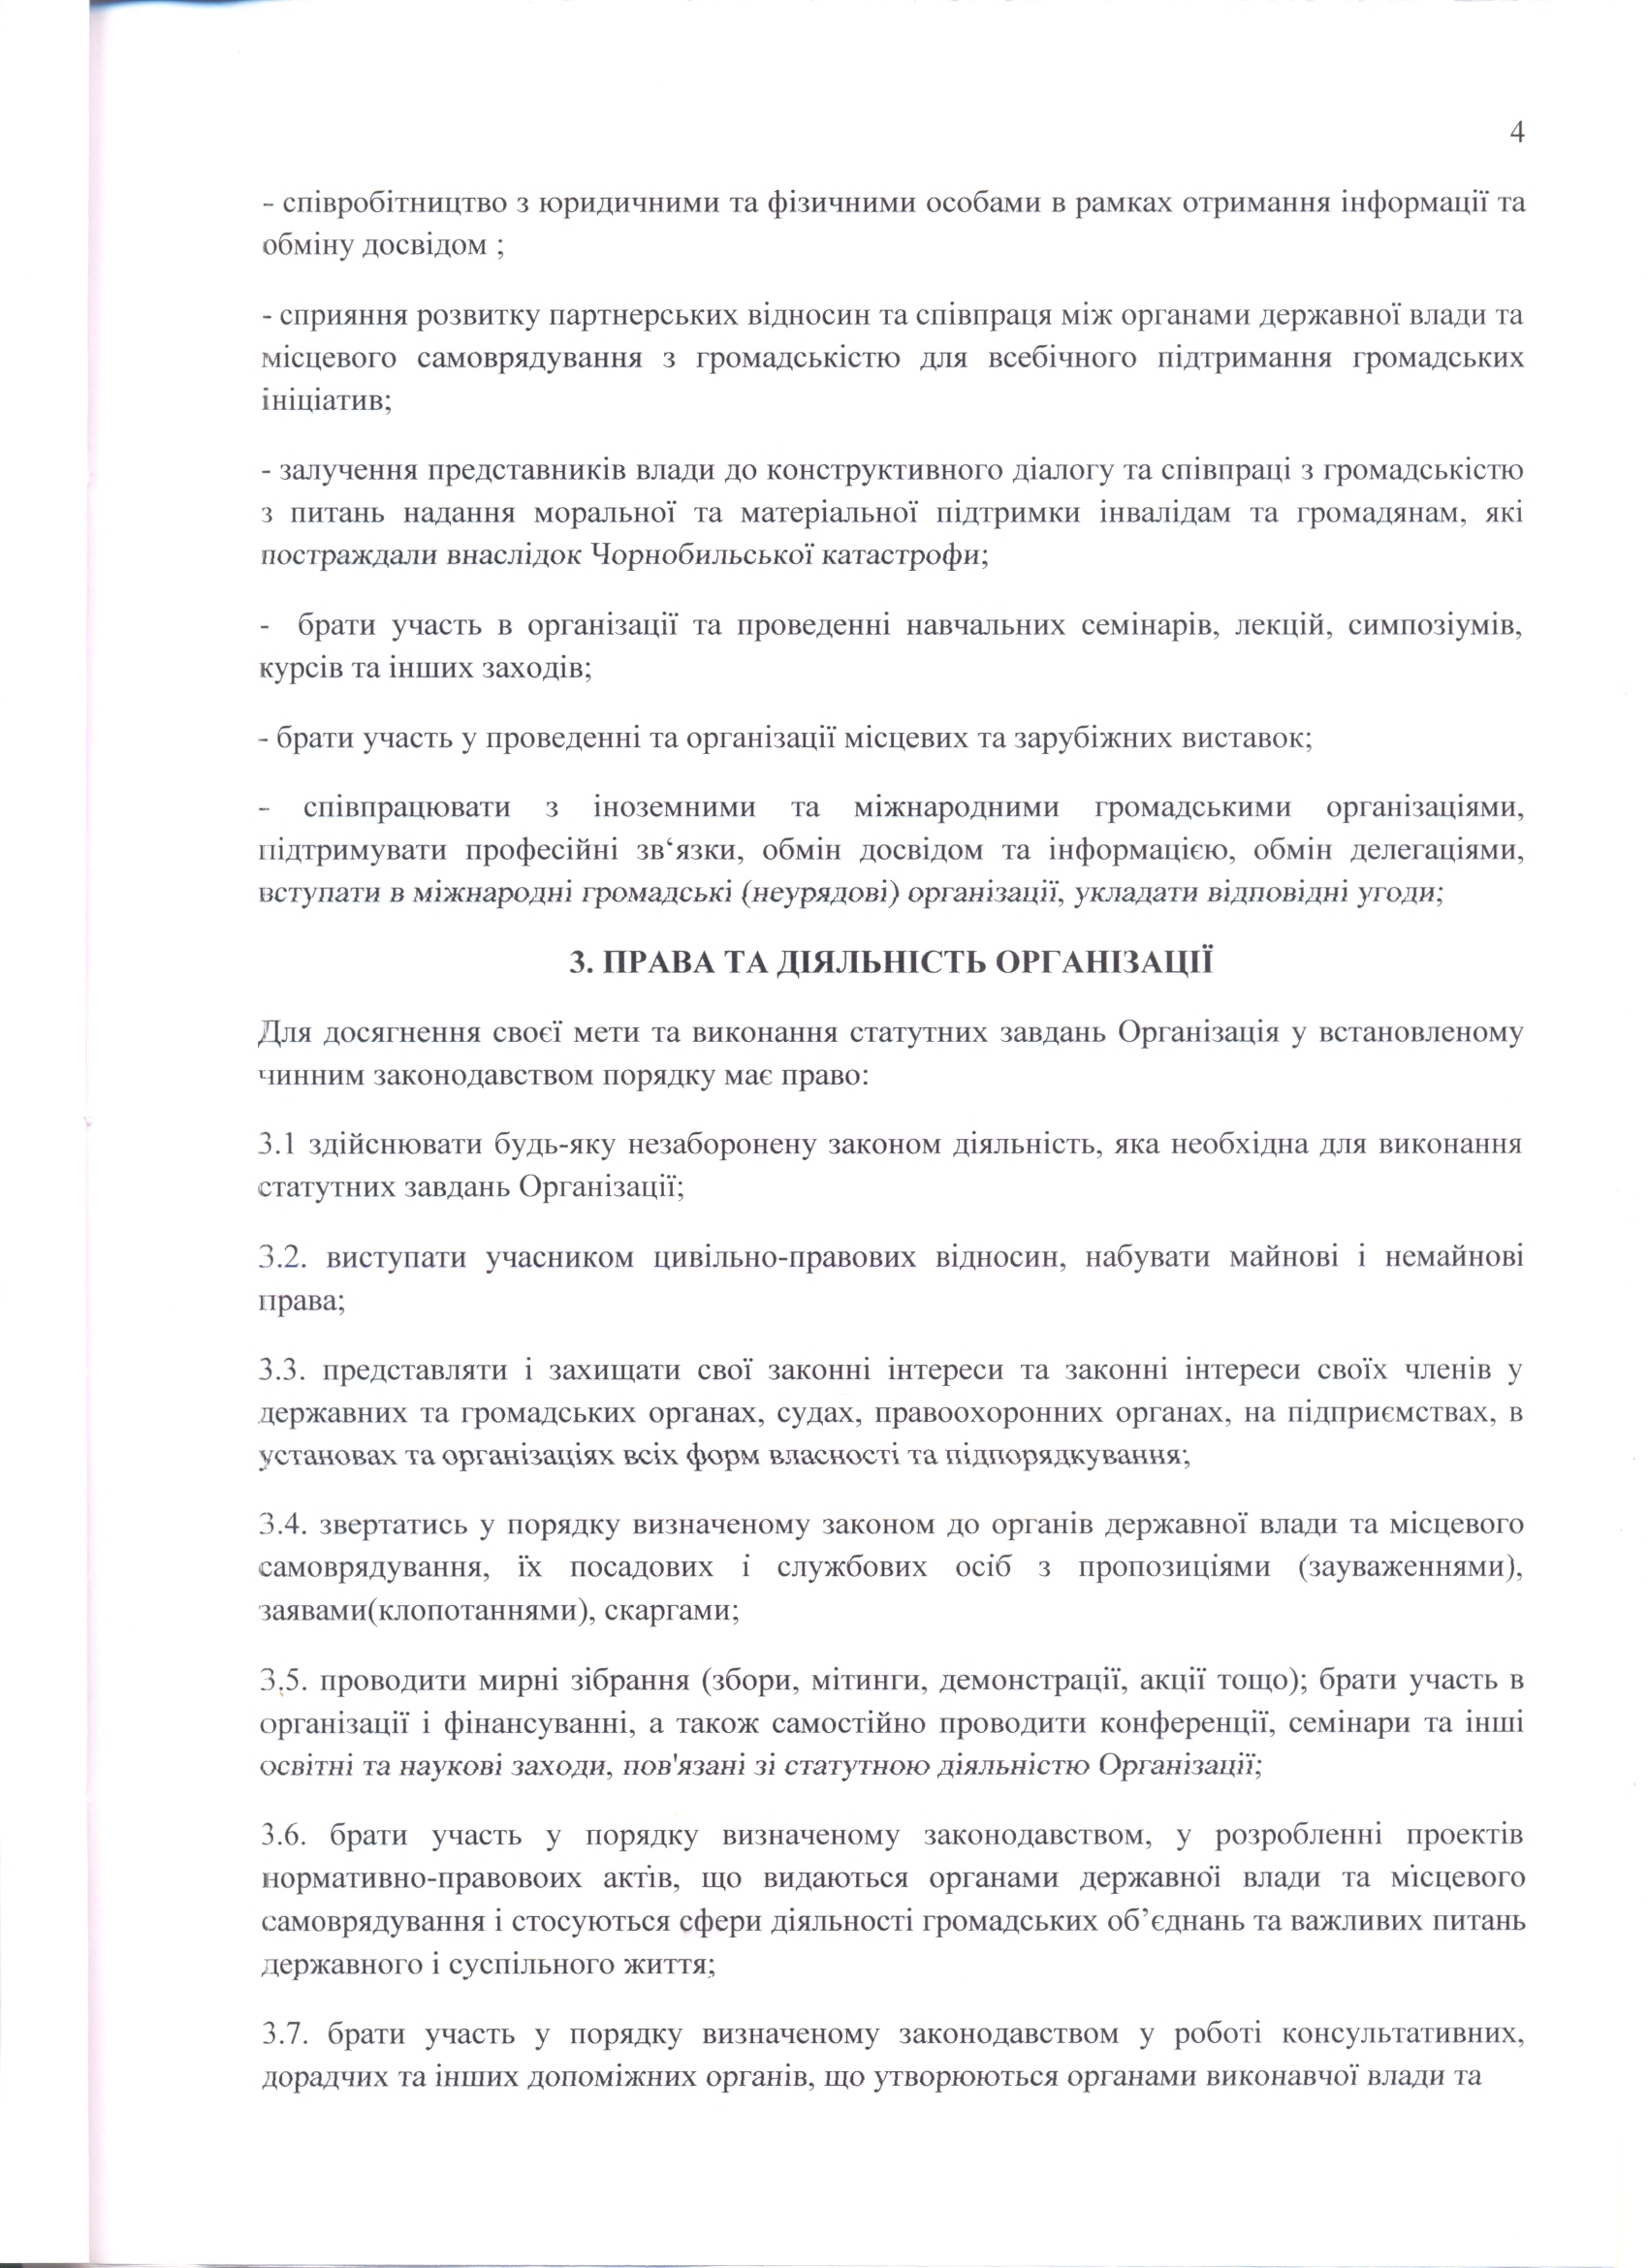 4
- співробітництво з юридичними та фізичними особами в рамках отримання інформації та
обміну досвідом ;
- сприяння розвитку партнерських відносин та співпраця між органами державної влади та
місцевого самоврядування з громадськістю для всебічного підтримання громадських
ініціатив;
- залучення представників влади до конструктивного діалогу та співпраці з громадськістю
з питань надання моральної та матеріальної підтримки інвалідам та громадянам, які
постраждали внаслідок Чорнобильської катастрофи;
- брати участь в організації та проведенні навчальних семінарів, лекцій, симпозіумів,
курсів та інших заходів;
- брати участь у проведенні та організації місцевих та зарубіжних виставок;
- співпрацювати з іноземними та міжнародними громадськими організаціями,
підтримувати професійні зв‘язки, обмін досвідом та інформацією, обмін делегаціями,
вступати в міжнародні громадські (неурядові) організації, укладати відповідні угоди;
3. ПРАВА ТА ДІЯЛЬНІСТЬ ОРГАНІЗАЦІЇ
Для досягнення своєї мети та виконання статутних завдань Організація у встановленому
чинним законодавством порядку має право:
3.1 здійснювати будь-яку незаборонену законом діяльність, яка необхідна для виконання
статутних завдань Організації;
3.2. виступати учасником цивільно-правових відносин, набувати майнові і немайнові
права;
3.3. представляти і захищати свої законні інтереси та законні інтереси своїх членів у
державних та громадських органах, судах, правоохоронних органах, на підприємствах, в
установах та організаціях всіх форм власності та підпорядкування;
3.4. звертатись у порядку визначеному законом до органів державної влади та місцевого
самоврядування, їх посадових і службових осіб з пропозиціями (зауваженнями),
заявами(клопотаннями), скаргами;
3.5. проводити мирні зібрання (збори, мітинги, демонстрації, акції тощо); брати участь в
організації і фінансуванні, а також самостійно проводити конференції, семінари та інші
освітні та наукові заходи, пов'язані зі статутною діяльністю Організації;
3.6. брати участь у порядку визначеному законодавством, у розробленні проектів
нормативно-правовоих актів, що видаються органами державної влади та місцевого
самоврядування і стосуються сфери діяльності громадських об’єднань та важливих питань
державного і суспільного життя;
3.7. брати участь у порядку визначеному законодавством у роботі консультативних,
дорадчих та інших допоміжних органів, що утворюються органами виконавчої влади та